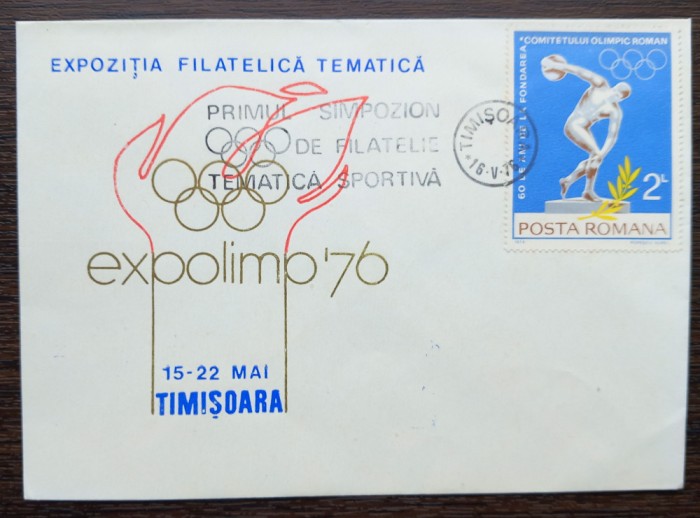 EXPOZIȚIA FILATELICĂ TEMATICĂ
PRIMUL SIMPOZION
DE FILATELIE
TEMATICĂ SPORTIVĂ
expolimp '76
15-22 MAI
TIMIȘOARA
TIMIȘOARA
16·V·76
60 DE ANI DE LA FONDAREA
COMITETULUI OLIMPIC ROMAN
2L
POSTA ROMANA